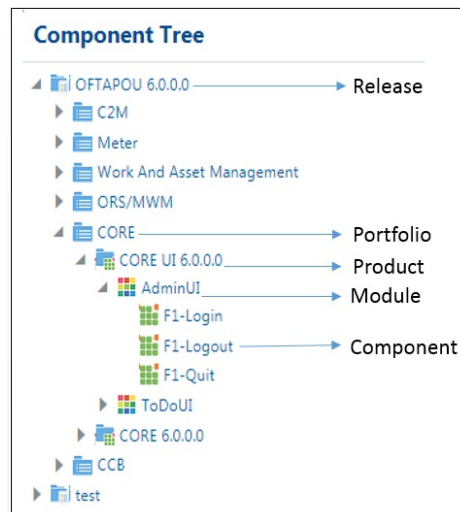 Component Tree
OFTAPOU 6.0.0.0 Release
C2M
Meter
Work And Asset Management
ORS/MWM
CORE Portfolio
CORE UI 6.0.0.0 Product
AdminUI Module
F1-Login
F1-Logout Component
F1-Quit
ToDoUI
CORE 6.0.0.0
CCB
test